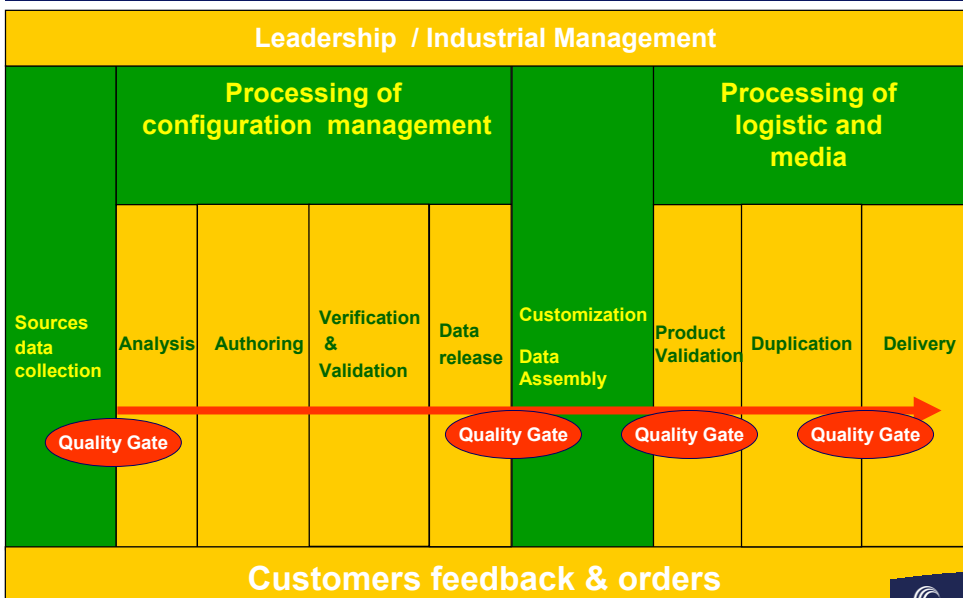 Leadership / Industrial Management
Processing of
configuration management
Processing of
logistic and
media
Sources
data
collection
Analysis
Authoring
Verification
&
Validation
Data
release
Customization
Data
Assembly
Product
Validation
Duplication
Delivery
Quality Gate
Quality Gate
Quality Gate
Quality Gate
Customers feedback & orders